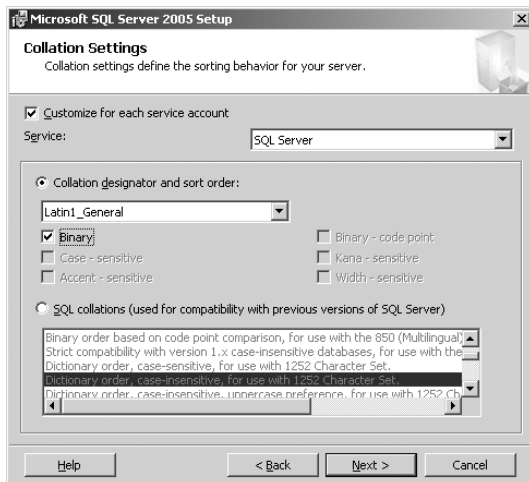 Microsoft SQL Server 2005 Setup
Collation Settings
Collation settings define the sorting behavior for your server.
Customize for each service account
Service: SQL Server
Collation designator and sort order:
Latin1_General
Binary Binary - code point
Case - sensitive Kana - sensitive
Accent - sensitive Width - sensitive
SQL collations (used for compatibility with previous versions of SQL Server)
Binary order based on code point comparison, for use with the 850 (Multilingual)
Strict compatibility with version 1.x case-insensitive databases, for use with the
Dictionary order, case-sensitive, for use with 1252 Character Set.
Dictionary order, case-insensitive, for use with 1252 Character Set.
Dictionary order, case-insensitive, uppercase preference, for use with 1252 Ch
Help < Back Next > Cancel